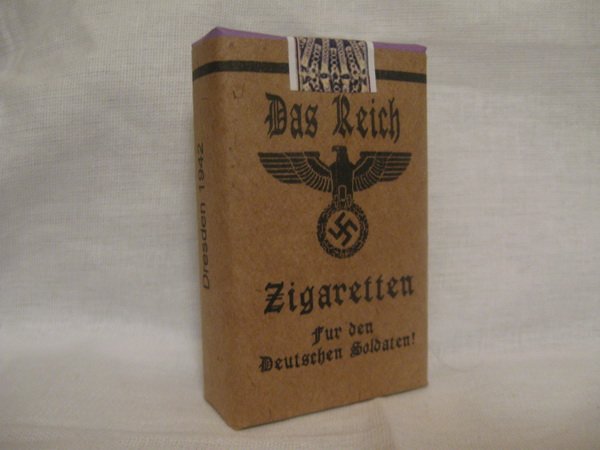 Das Reich
Zigaretten
Fur den
Deutschen Soldaten!
Dresden 1942